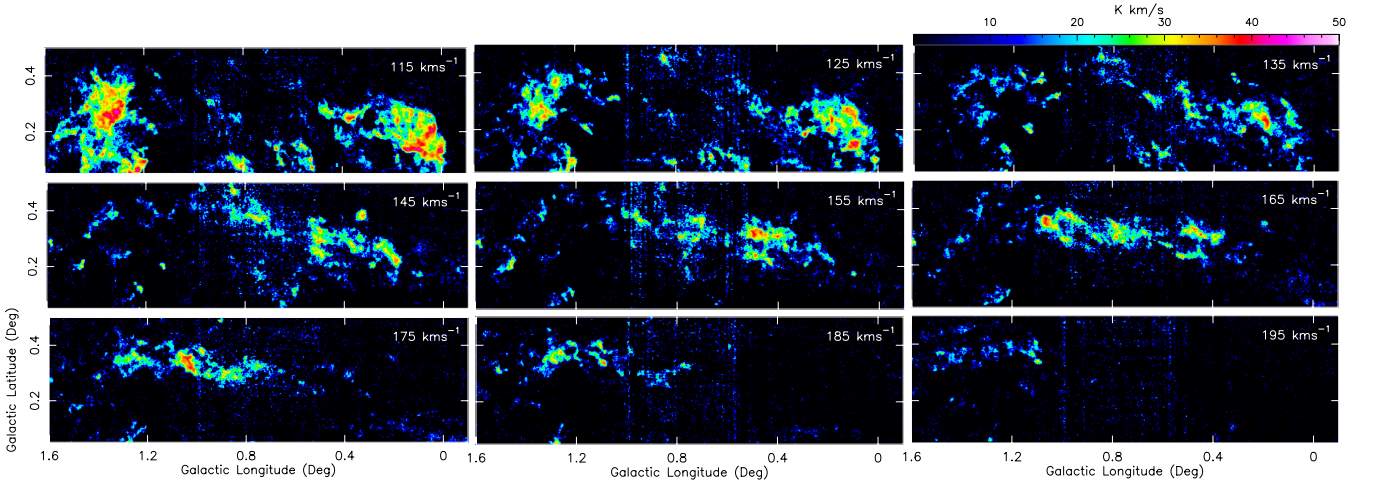 K km/s
10 20 30 40 50
115 kms−1 125 kms−1 135 kms−1
0.4
0.2
145 kms−1 155 kms−1 165 kms−1
0.4
0.2
175 kms−1 185 kms−1 195 kms−1
0.4
0.2
Galactic Latitude (Deg)
1.6 1.2 0.8 0.4 0 1.6 1.2 0.8 0.4 0 1.6 1.2 0.8 0.4 0
Galactic Longitude (Deg) Galactic Longitude (Deg) Galactic Longitude (Deg)